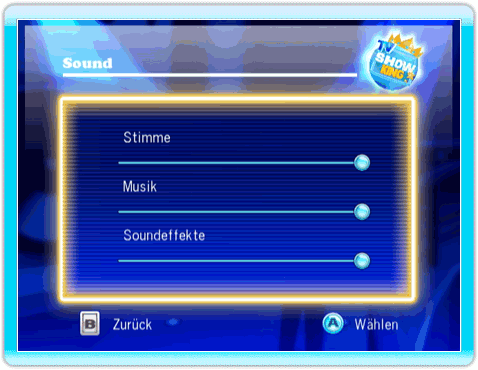 Sound
TV
SHOW
KING
Stimme
Musik
Soundeffekte
B Zurück
A Wählen